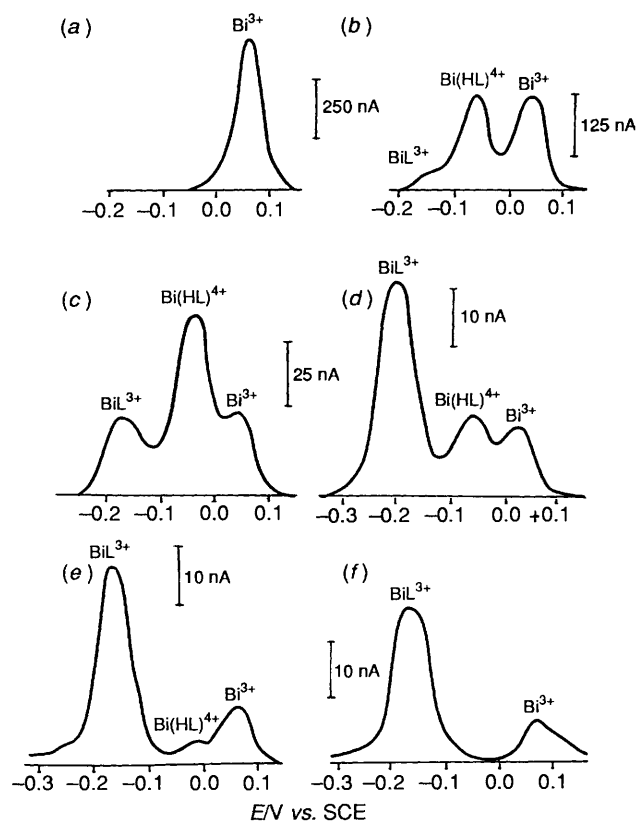 (a)
Bi³⁺
250 nA
−0.2 −0.1 0.0 0.1
(b)
Bi(HL)⁴⁺
Bi³⁺
BiL³⁺
125 nA
−0.2 −0.1 0.0 0.1
(c)
Bi(HL)⁴⁺
BiL³⁺
Bi³⁺
25 nA
−0.2 −0.1 0.0 0.1
(d)
BiL³⁺
10 nA
Bi(HL)⁴⁺
Bi³⁺
−0.3 −0.2 −0.1 0.0 +0.1
(e)
BiL³⁺
10 nA
Bi(HL)⁴⁺
Bi³⁺
−0.3 −0.2 −0.1 0.0 0.1
(f)
BiL³⁺
10 nA
Bi³⁺
−0.3 −0.2 −0.1 0.0 0.1
E/V vs. SCE